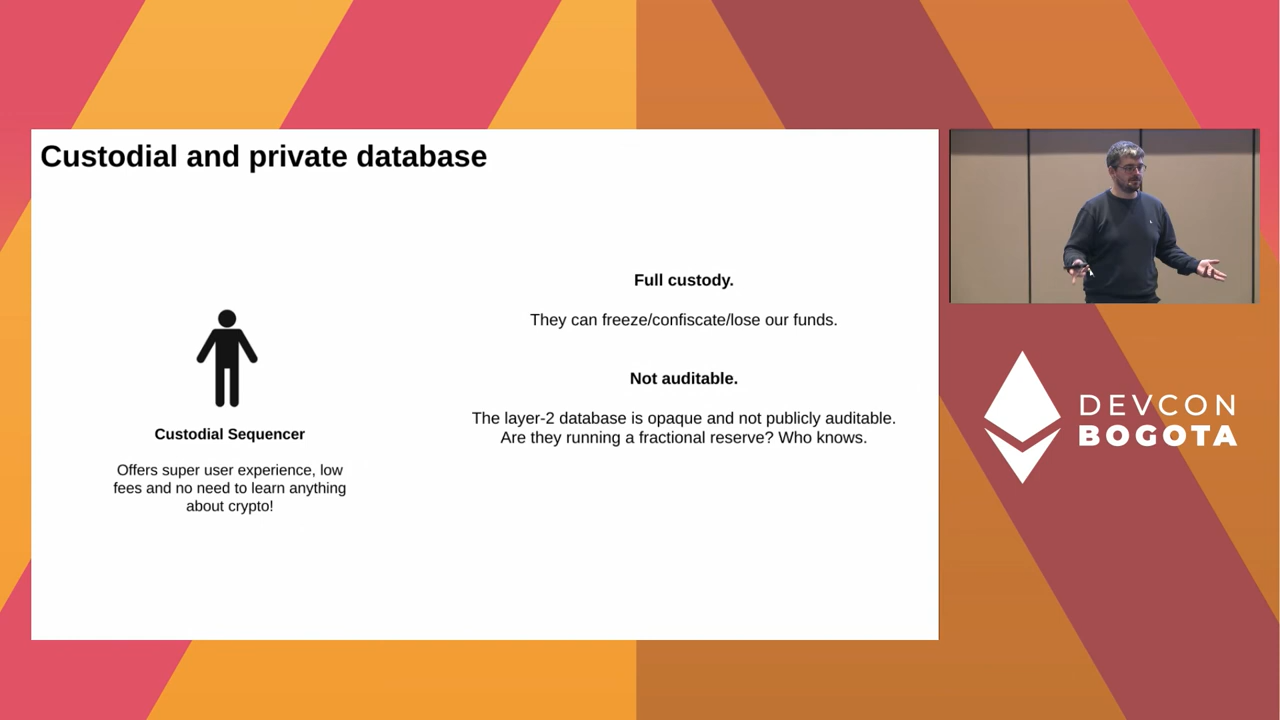 Custodial and private database
Full custody.
They can freeze/confiscate/lose our funds.
Not auditable.
The layer-2 database is opaque and not publicly auditable.
Are they running a fractional reserve? Who knows.
Custodial Sequencer
Offers super user experience, low
fees and no need to learn anything
about crypto!
DEVCON
BOGOTA